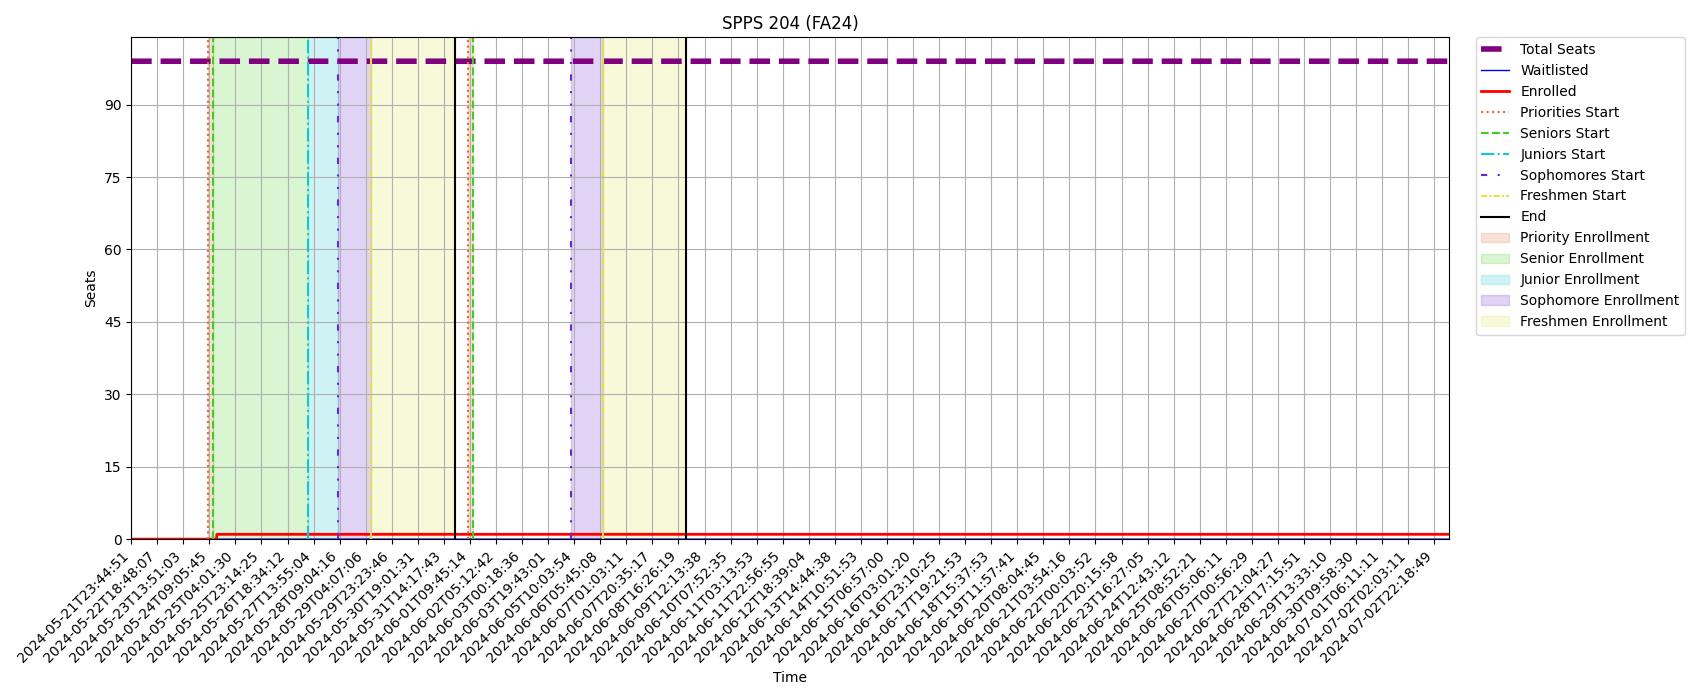 SPPS 204 (FA24)
Seats
90
75
60
45
30
15
0
2024-05-21T23:44:51
2024-05-22T18:48:07
2024-05-23T13:51:03
2024-05-24T09:05:45
2024-05-25T04:01:30
2024-05-25T23:14:25
2024-05-26T18:34:12
2024-05-27T13:55:04
2024-05-28T09:04:16
2024-05-29T04:07:06
2024-05-29T23:23:46
2024-05-30T19:01:31
2024-05-31T14:17:43
2024-06-01T09:45:14
2024-06-02T05:12:42
2024-06-03T00:18:36
2024-06-03T19:43:01
2024-06-05T10:03:54
2024-06-06T05:45:08
2024-06-07T01:03:11
2024-06-07T20:35:17
2024-06-08T16:26:19
2024-06-09T12:13:38
2024-06-10T07:52:35
2024-06-11T03:13:53
2024-06-11T22:56:55
2024-06-12T18:39:04
2024-06-13T14:44:38
2024-06-14T10:51:53
2024-06-15T06:57:00
2024-06-16T03:01:20
2024-06-16T23:10:25
2024-06-17T19:21:53
2024-06-18T15:37:53
2024-06-19T11:57:41
2024-06-20T08:04:45
2024-06-21T03:54:16
2024-06-22T00:03:52
2024-06-22T20:15:58
2024-06-23T16:27:05
2024-06-24T12:43:12
2024-06-25T08:52:21
2024-06-26T05:06:11
2024-06-27T00:56:29
2024-06-27T21:04:27
2024-06-28T17:15:51
2024-06-29T13:33:10
2024-06-30T09:58:30
2024-07-01T06:11:11
2024-07-02T02:03:11
2024-07-02T22:18:49
Time
Total Seats
Waitlisted
Enrolled
Priorities Start
Seniors Start
Juniors Start
Sophomores Start
Freshmen Start
End
Priority Enrollment
Senior Enrollment
Junior Enrollment
Sophomore Enrollment
Freshmen Enrollment